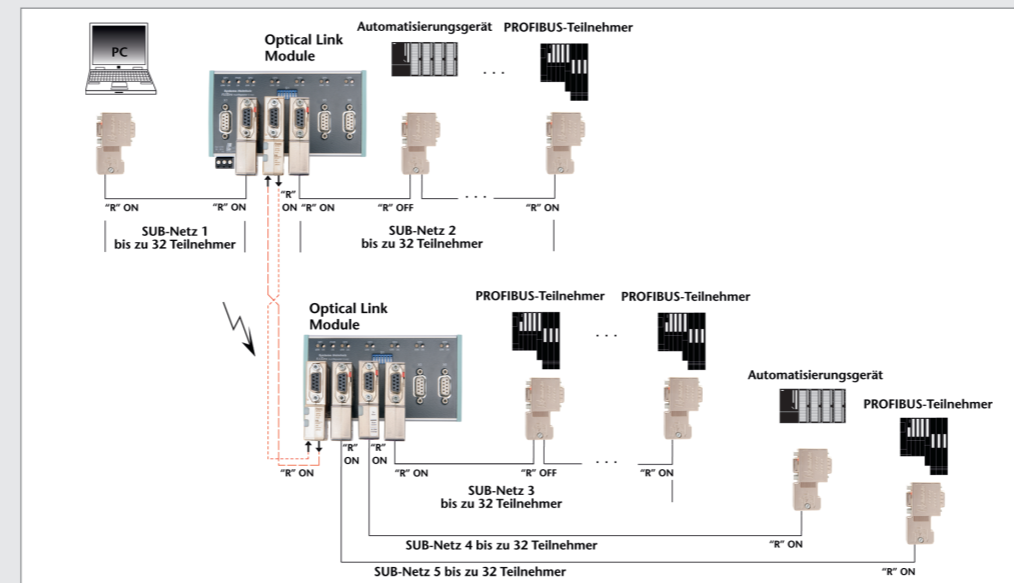 Automatisierungsgerät
PROFIBUS-Teilnehmer
Optical Link
Module
PC
. . .
"R"
"R" ON
"R" ON
ON
"R" ON
"R" OFF
. . .
"R" ON
SUB-Netz 1
bis zu 32 Teilnehmer
SUB-Netz 2
bis zu 32 Teilnehmer
Optical Link
Module
PROFIBUS-Teilnehmer
PROFIBUS-Teilnehmer
. . .
Automatisierungsgerät
PROFIBUS-Teilnehmer
"R"
ON
"R"
ON
"R" ON
"R" ON
"R" OFF
. . .
"R" ON
SUB-Netz 3
bis zu 32 Teilnehmer
SUB-Netz 4 bis zu 32 Teilnehmer
"R" ON
SUB-Netz 5 bis zu 32 Teilnehmer
"R" ON